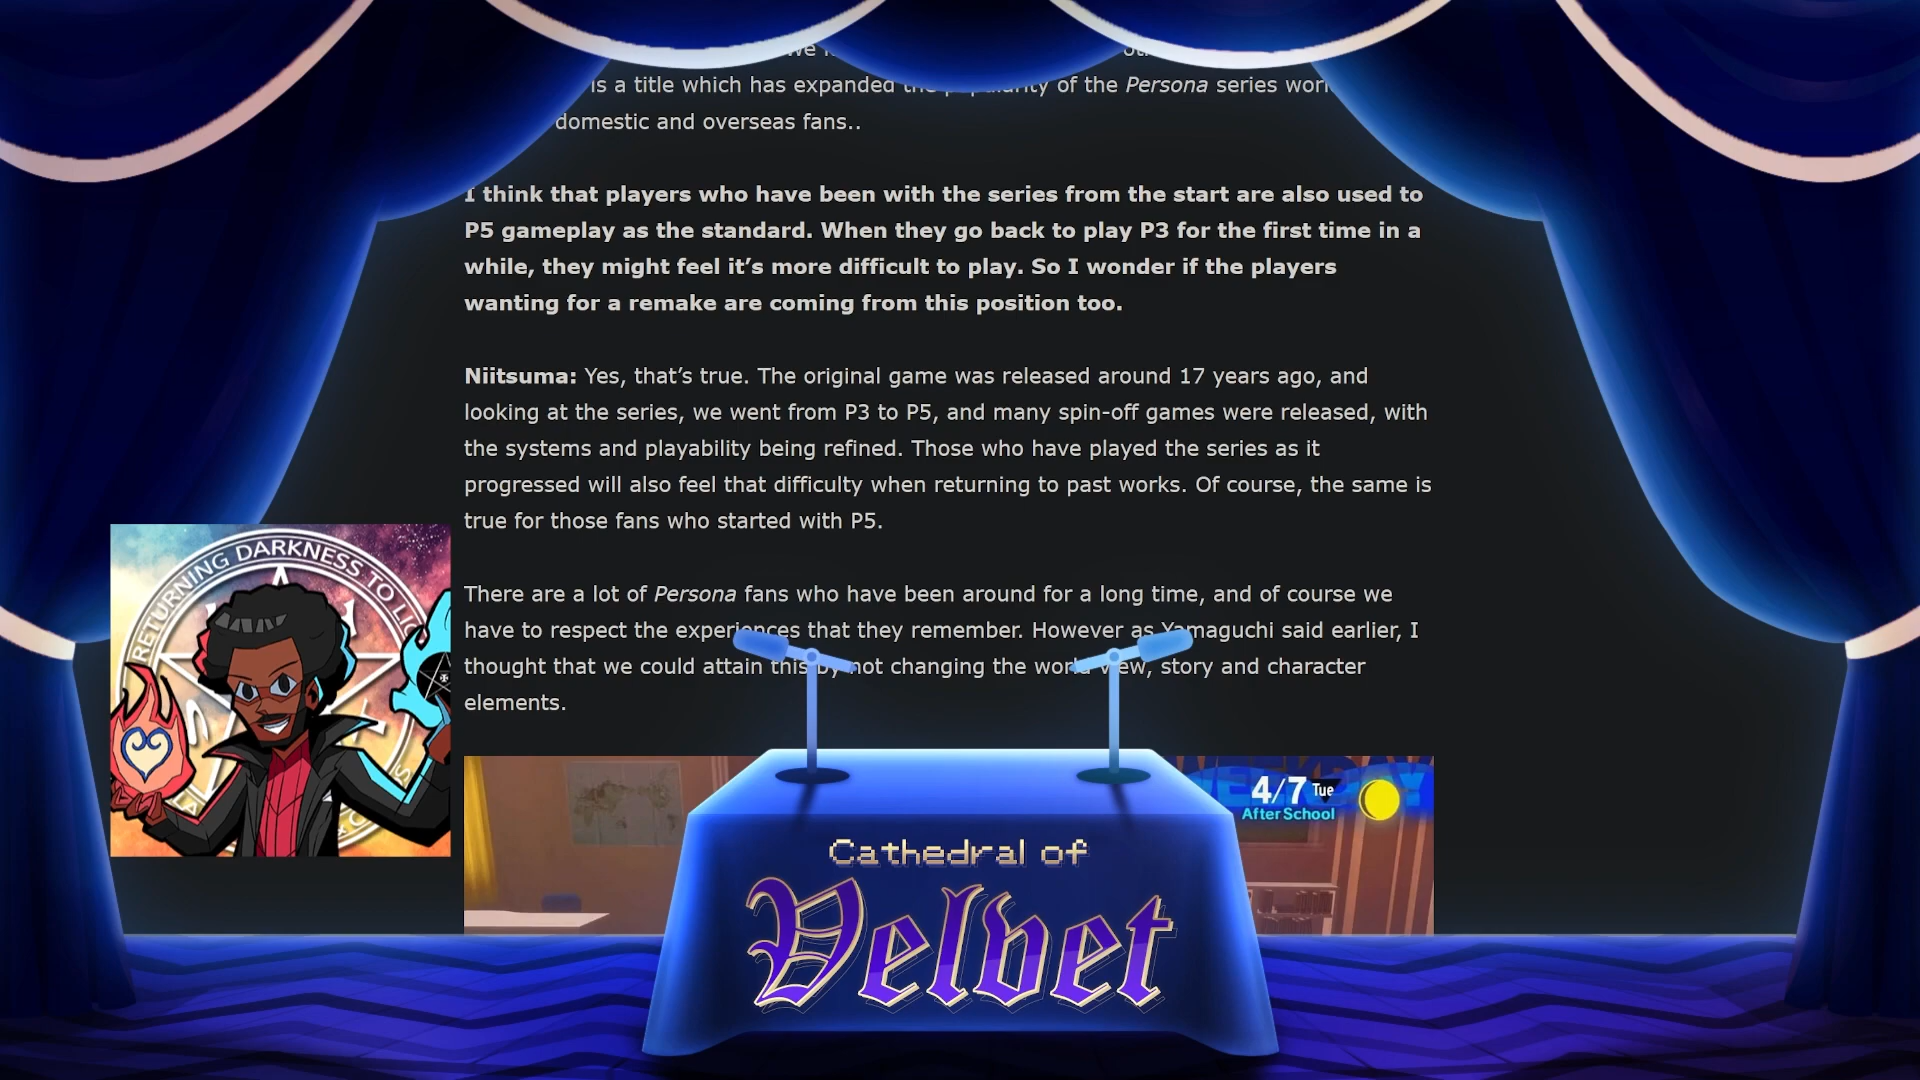 is a title which has expanded the popularity of the Persona series
domestic and overseas fans..
I think that players who have been with the series from the start are also used to
P5 gameplay as the standard. When they go back to play P3 for the first time in a
while, they might feel it’s more difficult to play. So I wonder if the players
wanting for a remake are coming from this position too.
Niitsuma: Yes, that’s true. The original game was released around 17 years ago, and
looking at the series, we went from P3 to P5, and many spin-off games were released, with
the systems and playability being refined. Those who have played the series as it
progressed will also feel that difficulty when returning to past works. Of course, the same is
true for those fans who started with P5.
There are a lot of Persona fans who have been around for a long time, and of course we
have to respect the experiences that they remember. However as Yamaguchi said earlier, I
thought that we could attain this by not changing the world view, story and character
elements.
RETURNING DARKNESS TO
WEEKDAY
4/7 Tue
After School
Cathedral of
Velvet